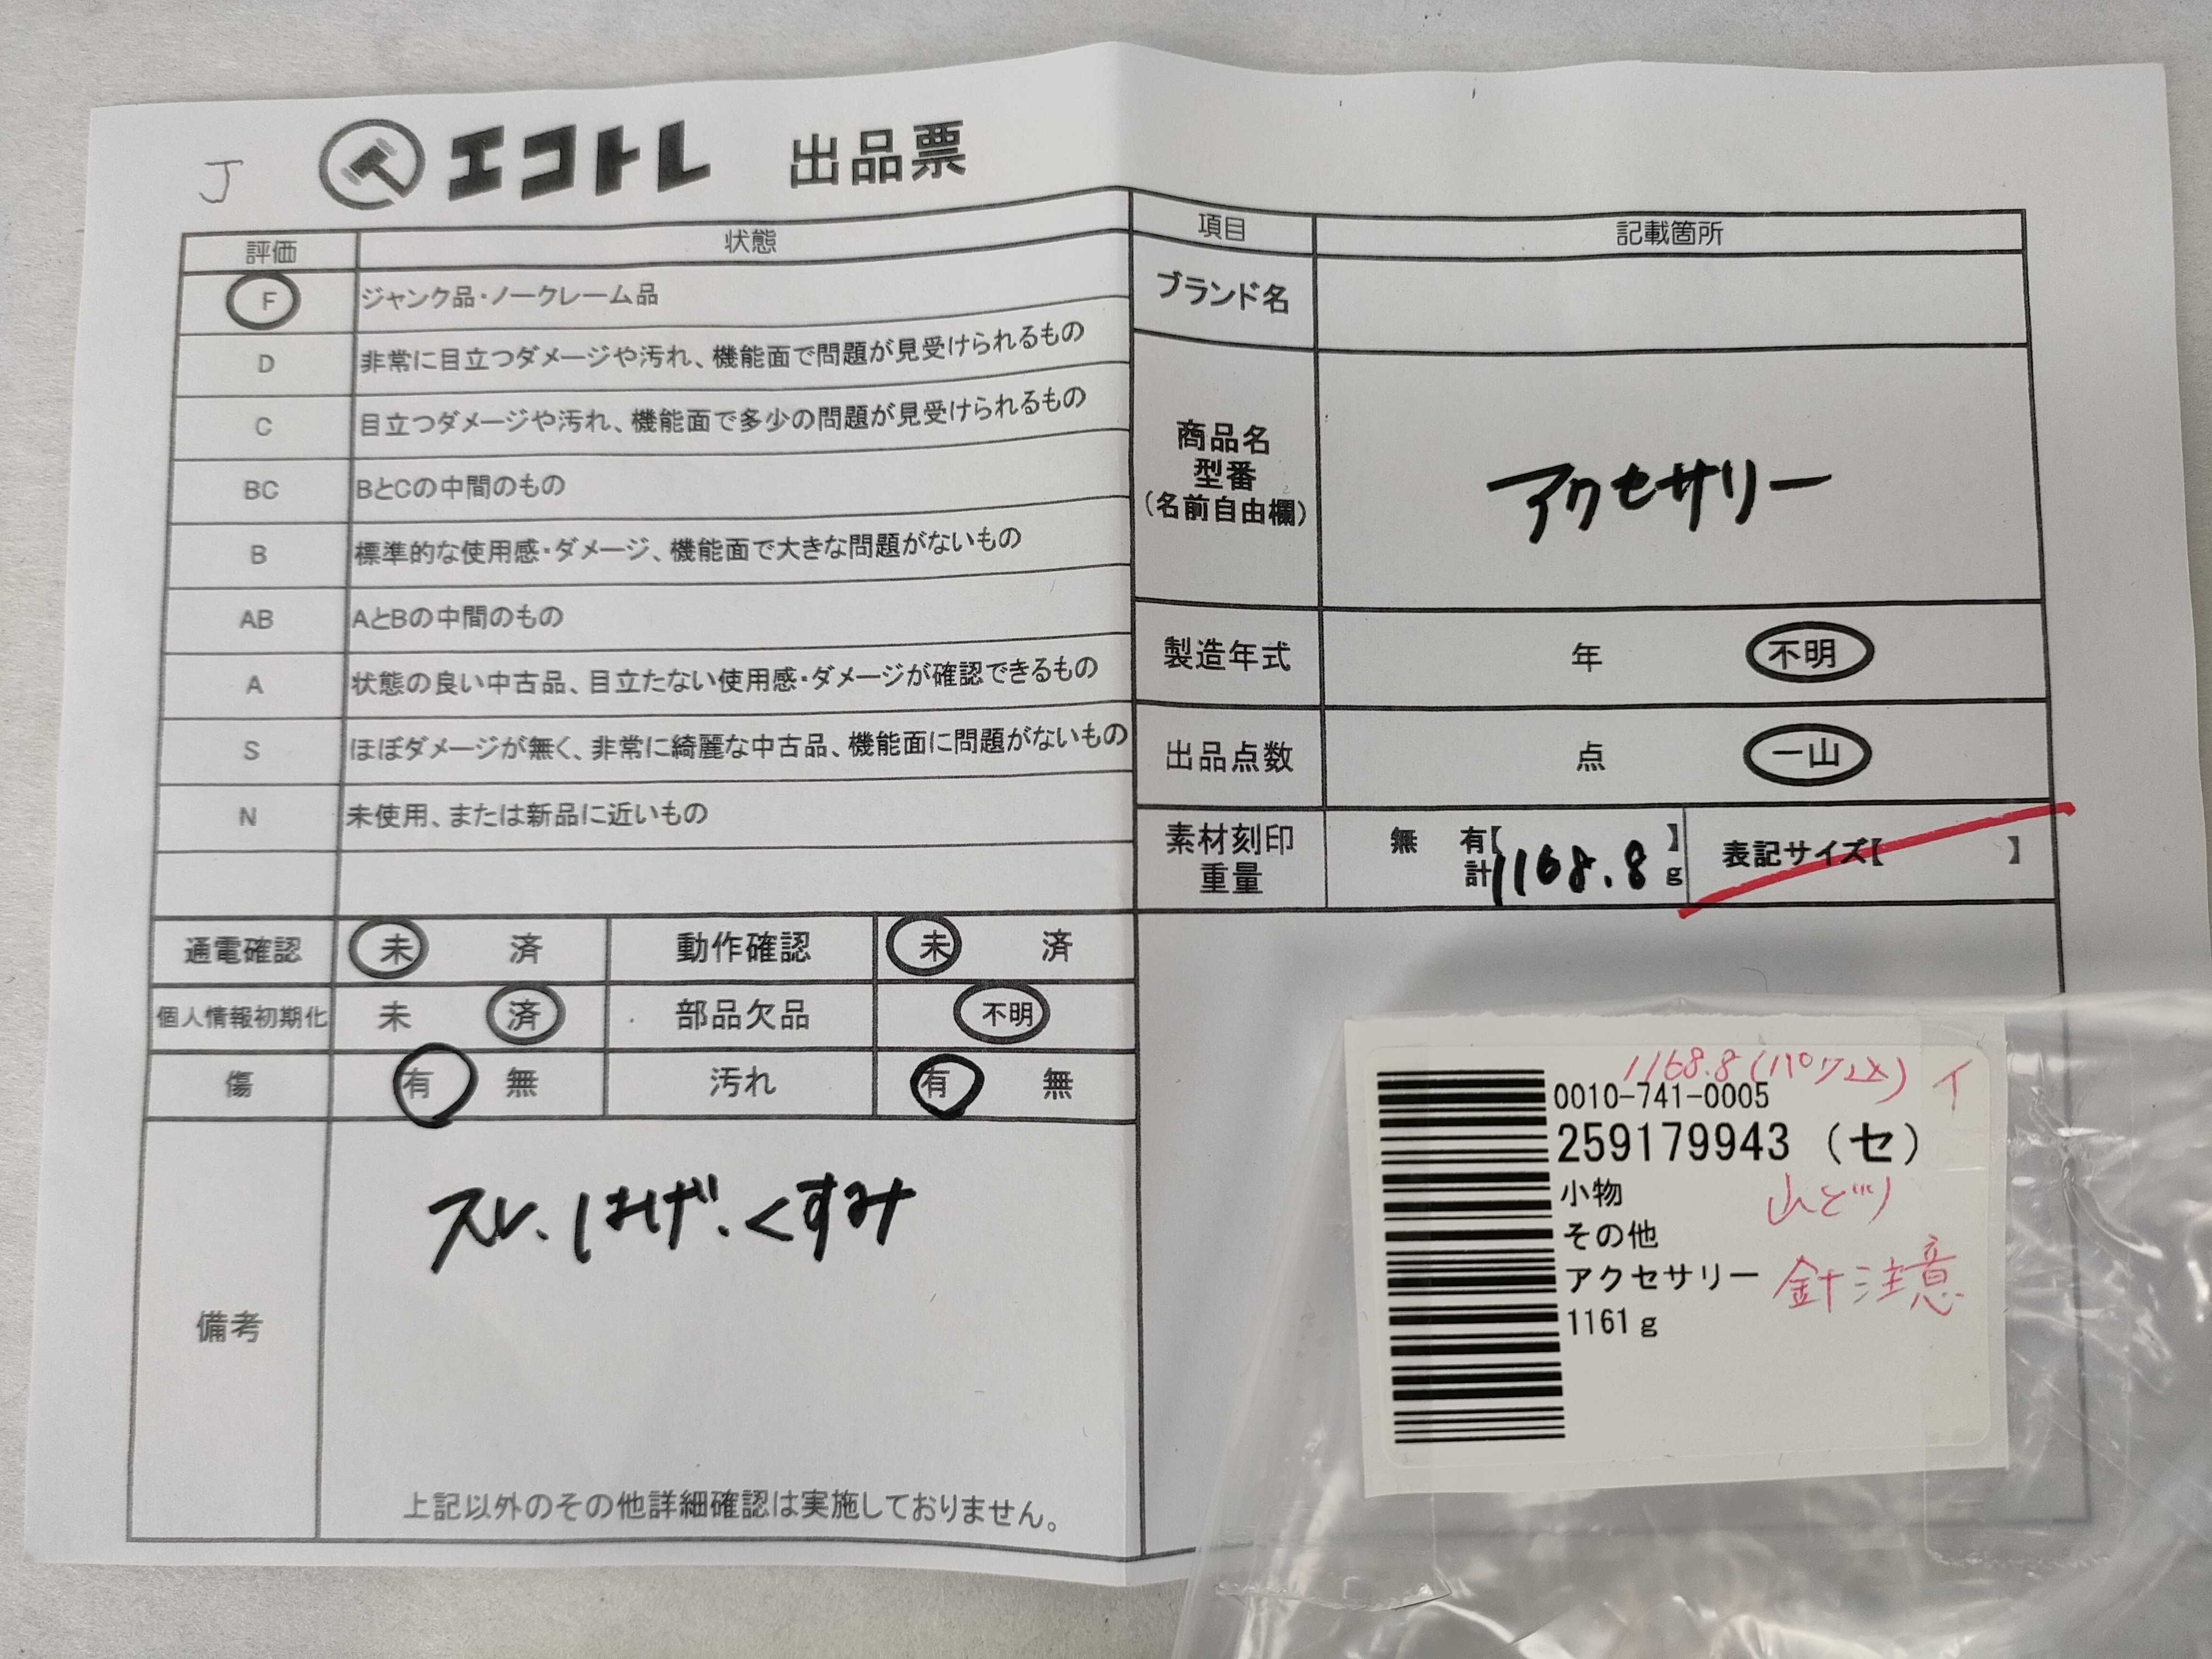 J
エコトレ 出品票
評価 状態
F ジャンク品・ノークレーム品
D 非常に目立つダメージや汚れ、機能面で問題が見受けられるもの
C 目立つダメージや汚れ、機能面で多少の問題が見受けられるもの
BC BとCの中間のもの
B 標準的な使用感・ダメージ、機能面で大きな問題がないもの
AB AとBの中間のもの
A 状態の良い中古品、目立たない使用感・ダメージが確認できるもの
S ほぼダメージが無く、非常に綺麗な中古品、機能面に問題がないもの
N 未使用、または新品に近いもの
通電確認 未 済 動作確認 未 済
個人情報初期化 未 済 部品欠品 不明
傷 有 無 汚れ 有 無
備考
スレ、はげ、くすみ
上記以外のその他詳細確認は実施しておりません。
項目 記載箇所
ブランド名
商品名
型番
(名前自由欄)
アクセサリー
製造年式 年 不明
出品点数 点 一山
素材刻印
重量
無 有【 】
計1168.8g
表記サイズ【 】
1168.8(パケ込) イ
0010-741-0005
259179943 (セ)
小物
山どり
その他
アクセサリー
針注意
1161g